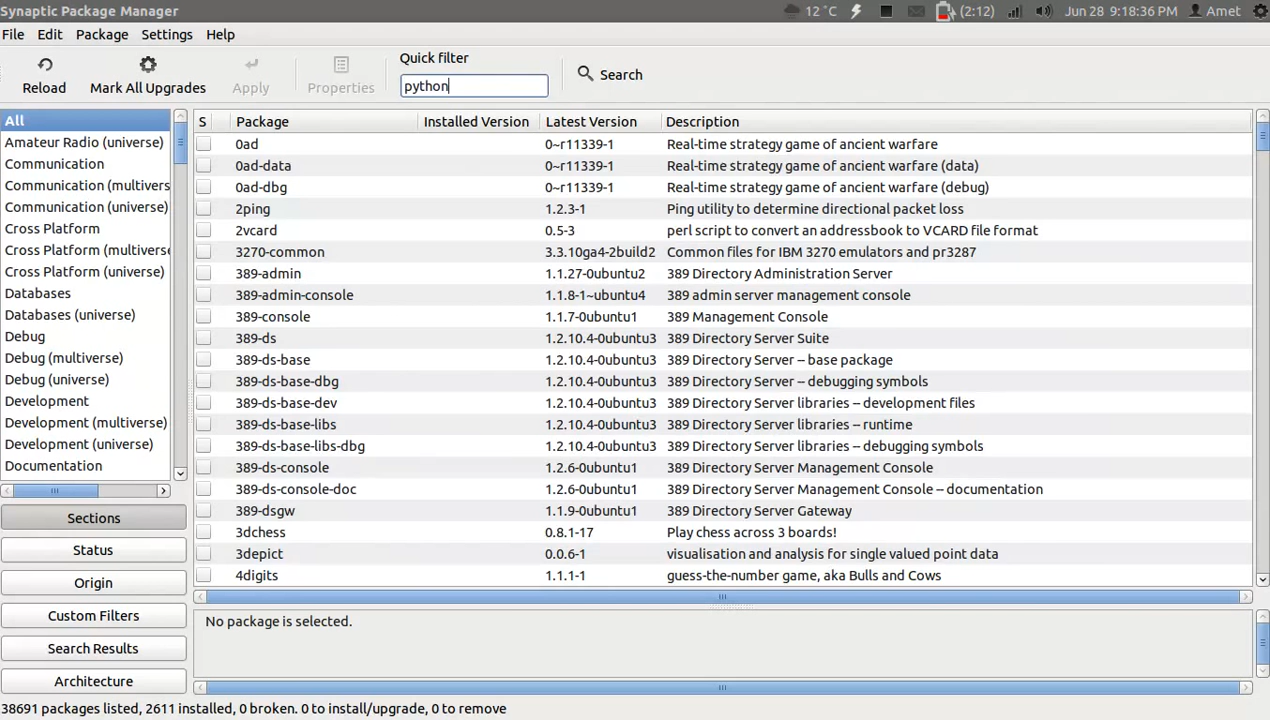 Synaptic Package Manager 12 °C (2:12) Jun 28 9:18:36 PM Amet
File Edit Package Settings Help
Quick filter
Reload Mark All Upgrades Apply Properties python Search
All
Amateur Radio (universe)
Communication
Communication (multivers
Communication (universe)
Cross Platform
Cross Platform (multiverse
Cross Platform (universe)
Databases
Databases (universe)
Debug
Debug (multiverse)
Debug (universe)
Development
Development (multiverse)
Development (universe)
Documentation
Sections
Status
Origin
Custom Filters
Search Results
Architecture
S Package Installed Version Latest Version Description
0ad 0~r11339-1 Real-time strategy game of ancient warfare
0ad-data 0~r11339-1 Real-time strategy game of ancient warfare (data)
0ad-dbg 0~r11339-1 Real-time strategy game of ancient warfare (debug)
2ping 1.2.3-1 Ping utility to determine directional packet loss
2vcard 0.5-3 perl script to convert an addressbook to VCARD file format
3270-common 3.3.10ga4-2build2 Common files for IBM 3270 emulators and pr3287
389-admin 1.1.27-0ubuntu2 389 Directory Administration Server
389-admin-console 1.1.8-1~ubuntu4 389 admin server management console
389-console 1.1.7-0ubuntu1 389 Management Console
389-ds 1.2.10.4-0ubuntu3 389 Directory Server Suite
389-ds-base 1.2.10.4-0ubuntu3 389 Directory Server -- base package
389-ds-base-dbg 1.2.10.4-0ubuntu3 389 Directory Server -- debugging symbols
389-ds-base-dev 1.2.10.4-0ubuntu3 389 Directory Server libraries -- development files
389-ds-base-libs 1.2.10.4-0ubuntu3 389 Directory Server libraries -- runtime
389-ds-base-libs-dbg 1.2.10.4-0ubuntu3 389 Directory Server libraries -- debugging symbols
389-ds-console 1.2.6-0ubuntu1 389 Directory Server Management Console
389-ds-console-doc 1.2.6-0ubuntu1 389 Directory Server Management Console -- documentation
389-dsgw 1.1.9-0ubuntu1 389 Directory Server Gateway
3dchess 0.8.1-17 Play chess across 3 boards!
3depict 0.0.6-1 visualisation and analysis for single valued point data
4digits 1.1.1-1 guess-the-number game, aka Bulls and Cows
No package is selected.
38691 packages listed, 2611 installed, 0 broken. 0 to install/upgrade, 0 to remove